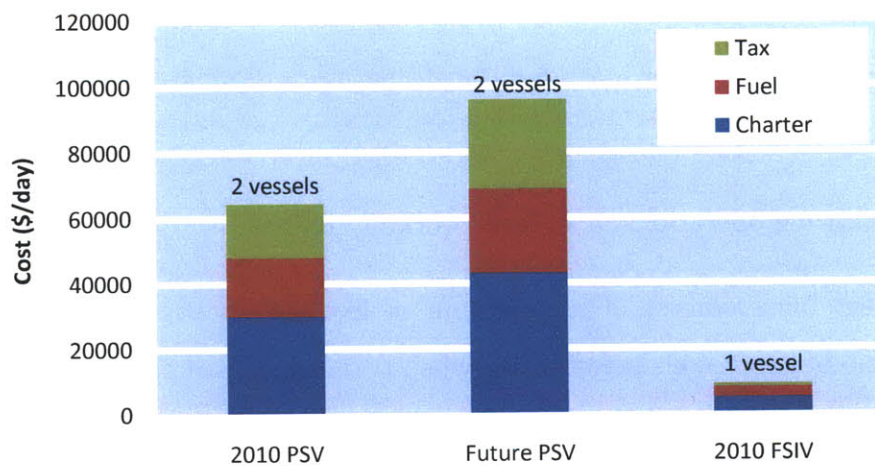 120000
100000
80000
60000
40000
20000
0
Cost ($/day)
2 vessels
2 vessels
1 vessel
Tax
Fuel
Charter
2010 PSV
Future PSV
2010 FSIV